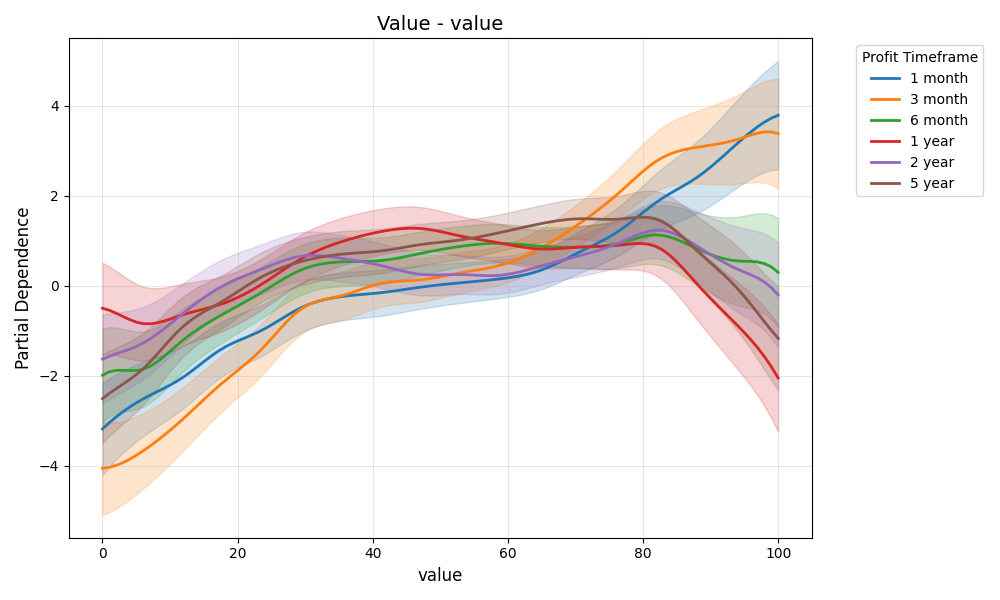 Value - value
Profit Timeframe
1 month
3 month
6 month
1 year
2 year
5 year
Partial Dependence
4
2
0
−2
−4
0 20 40 60 80 100
value